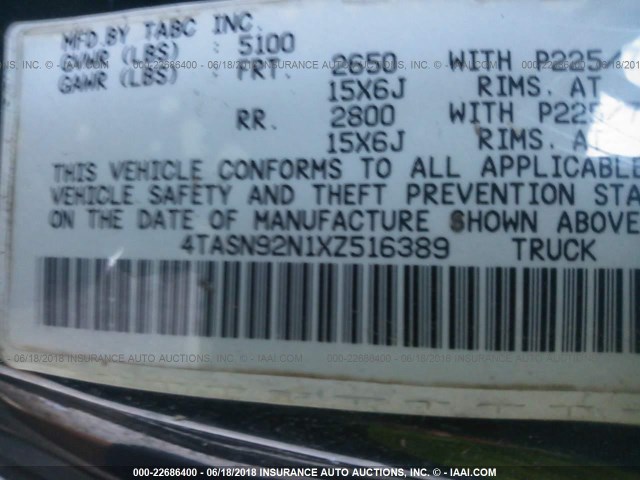 MFD.BY TABC INC.
GVWR (LBS) : 5100
GAWR (LBS) : FRT. 2650 WITH P225/
15X6J RIMS. AT
RR. 2800 WITH P225
15X6J RIMS. AT
THIS VEHICLE CONFORMS TO ALL APPLICABLE
VEHICLE SAFETY AND THEFT PREVENTION STA
ON THE DATE OF MANUFACTURE SHOWN ABOVE
4TASN92N1XZ516389 TRUCK
000-22686400 - 06/18/2018 INSURANCE AUTO AUCTIONS, INC. - © IAAI.COM